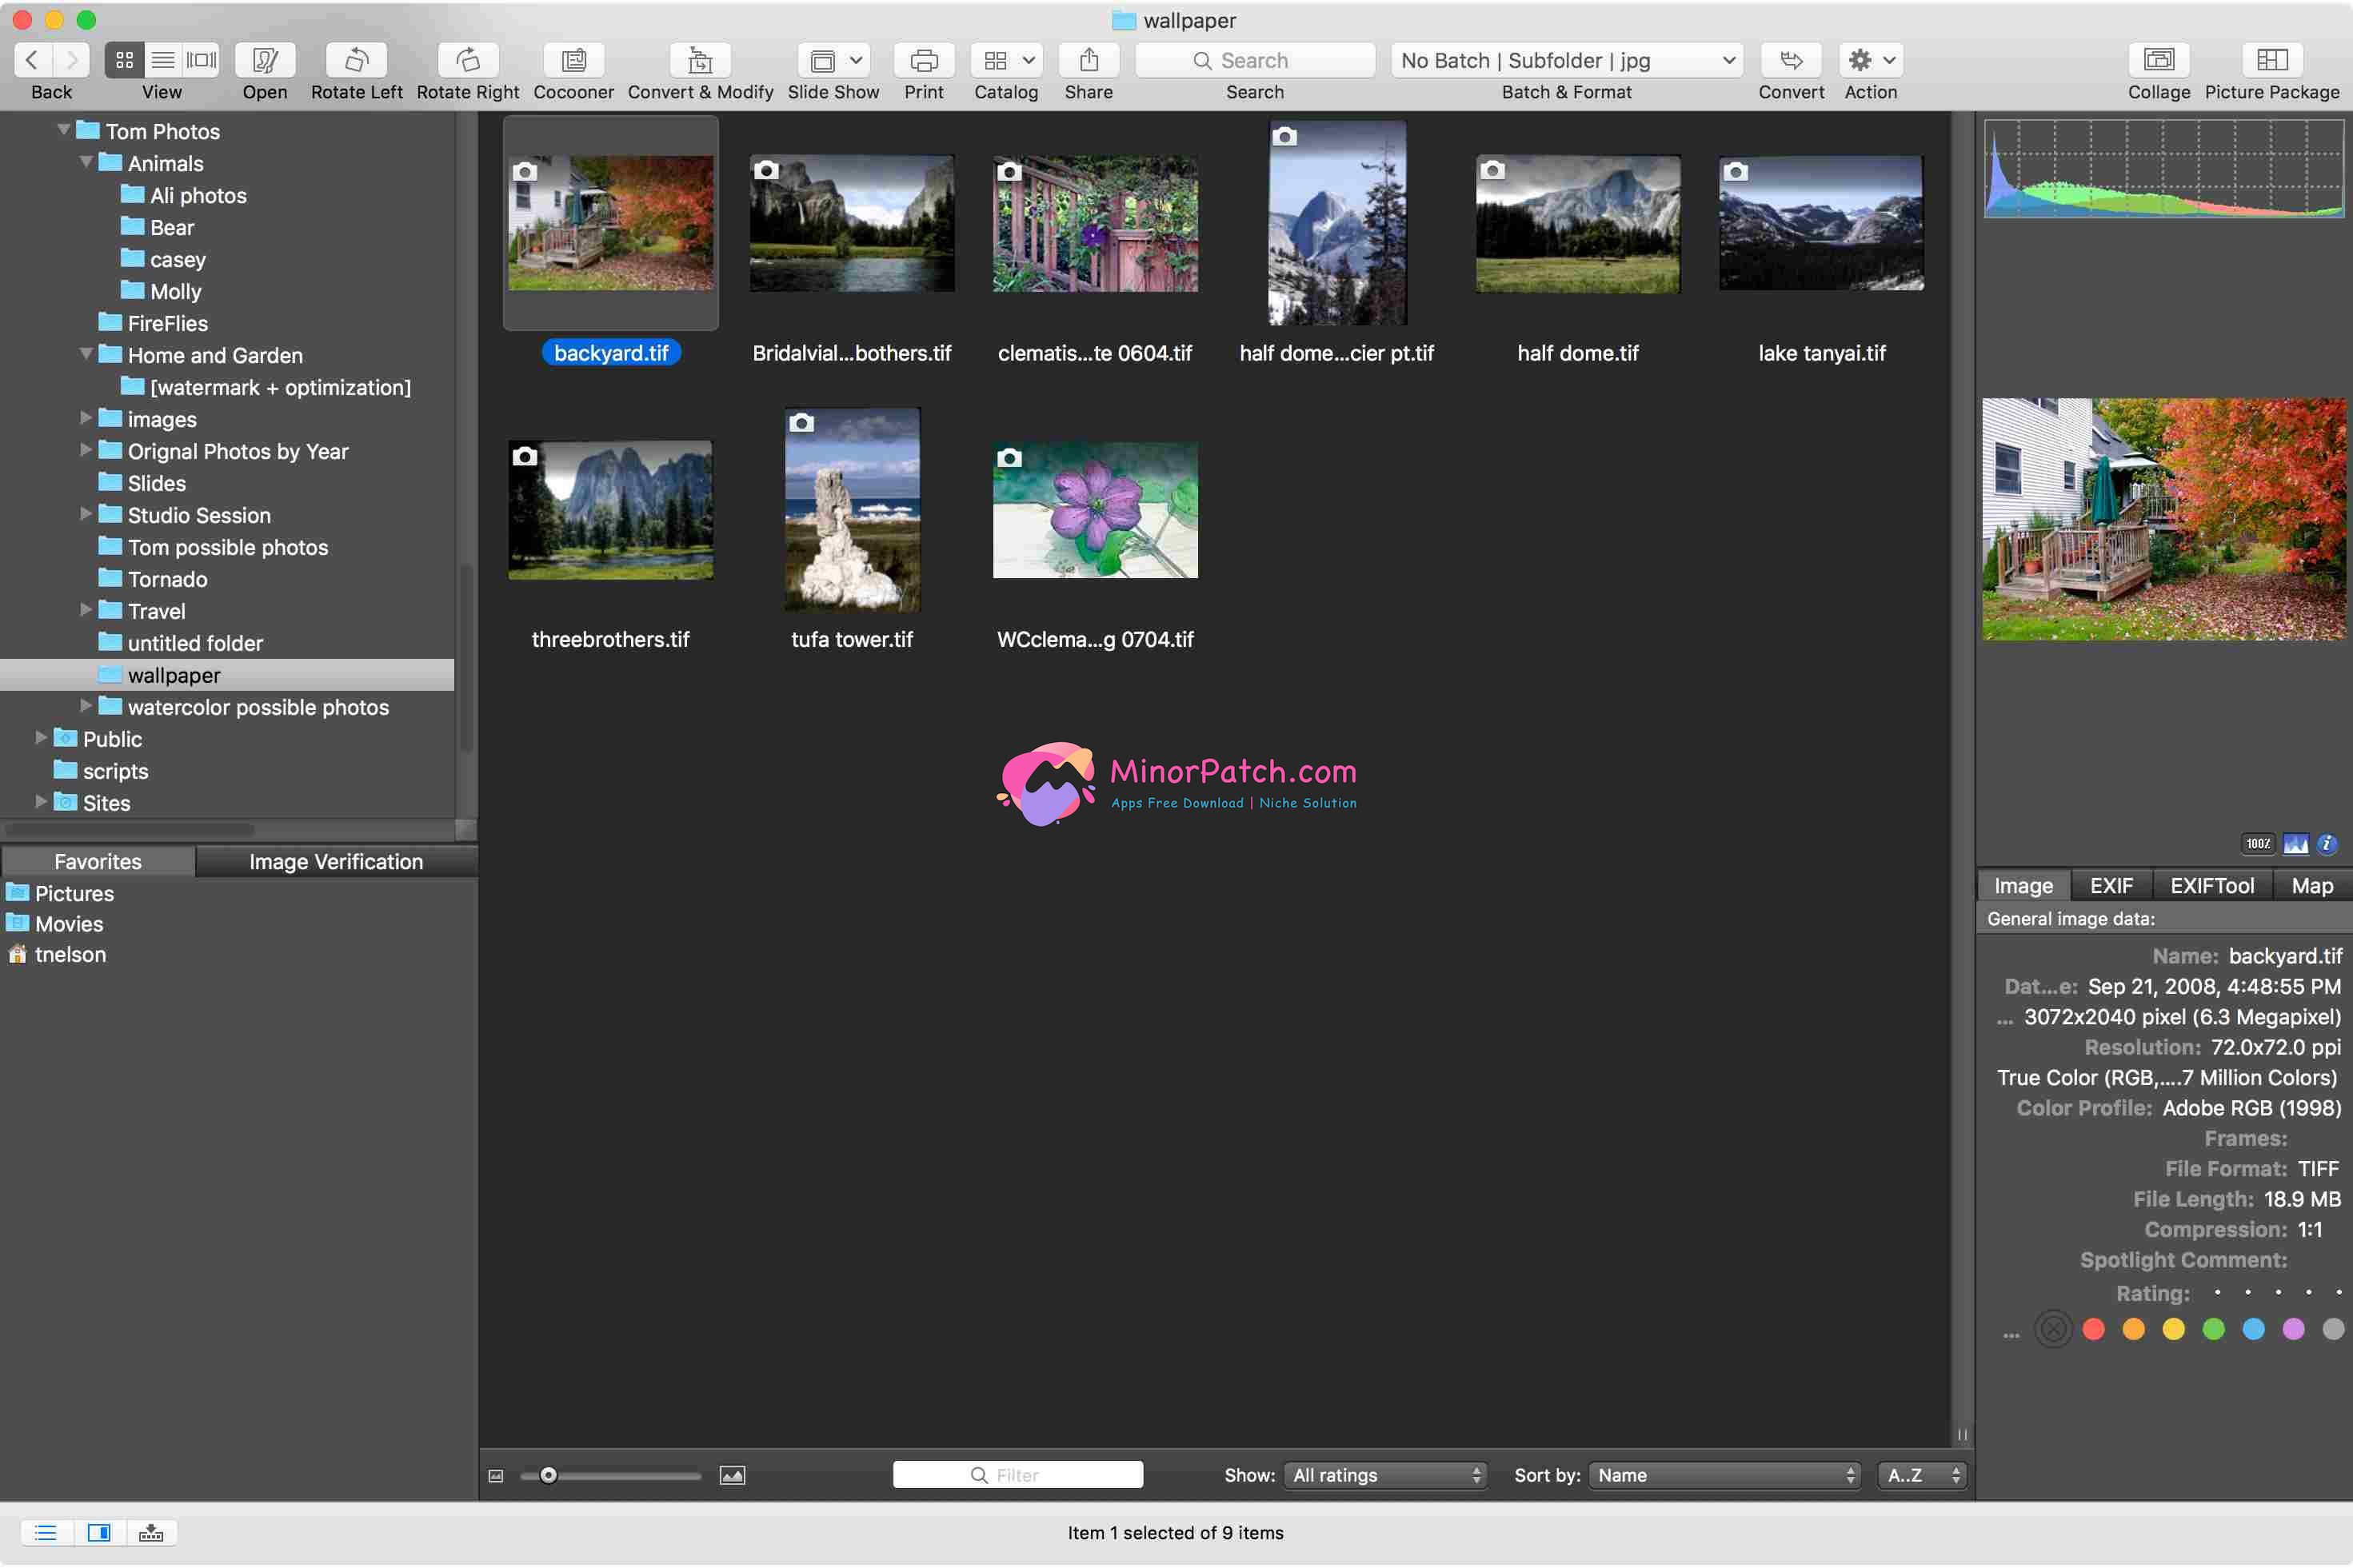 wallpaper
Search
No Batch | Subfolder | jpg
Back
View
Open
Rotate Left
Rotate Right
Cocooner
Convert & Modify
Slide Show
Print
Catalog
Share
Search
Batch & Format
Convert
Action
Collage
Picture Package
Tom Photos
Animals
Ali photos
Bear
casey
Molly
FireFlies
Home and Garden
[watermark + optimization]
images
Orignal Photos by Year
Slides
Studio Session
Tom possible photos
Tornado
Travel
untitled folder
wallpaper
watercolor possible photos
Public
scripts
Sites
Favorites
Image Verification
Pictures
Movies
tnelson
backyard.tif
Bridalvial...bothers.tif
clematis...te 0604.tif
half dome...cier pt.tif
half dome.tif
lake tanyai.tif
threebrothers.tif
tufa tower.tif
WCclema...g 0704.tif
MinorPatch.com
Apps Free Download | Niche Solution
100%
Image
EXIF
EXIFTool
Map
General image data:
Name: backyard.tif
Dat...e: Sep 21, 2008, 4:48:55 PM
... 3072x2040 pixel (6.3 Megapixel)
Resolution: 72.0x72.0 ppi
True Color (RGB,....7 Million Colors)
Color Profile: Adobe RGB (1998)
Frames:
File Format: TIFF
File Length: 18.9 MB
Compression: 1:1
Spotlight Comment:
Rating: · · · · ·
...
Filter
Show: All ratings
Sort by: Name
A..Z
Item 1 selected of 9 items